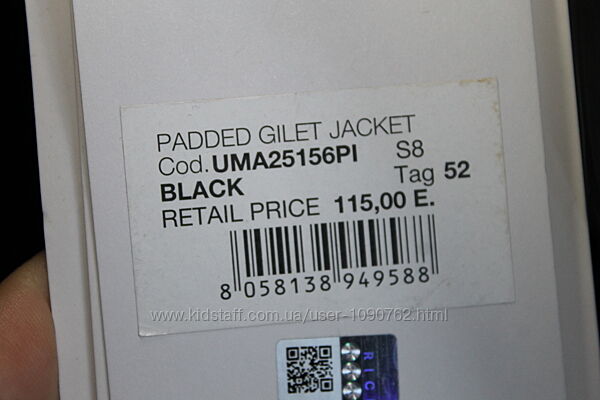 PADDED GILET JACKET
Cod. UMA25156PI S8
BLACK Tag 52
RETAIL PRICE 115,00 E.
8 058138 949588
www.kidstaff.com.ua/user-1090762.html
RIC